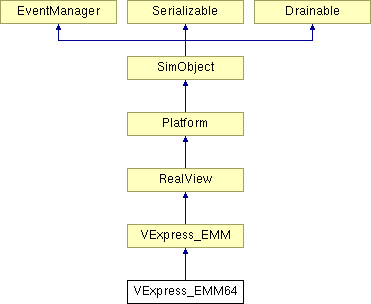 EventManager Serializable Drainable
SimObject
Platform
RealView
VExpress_EMM
VExpress_EMM64